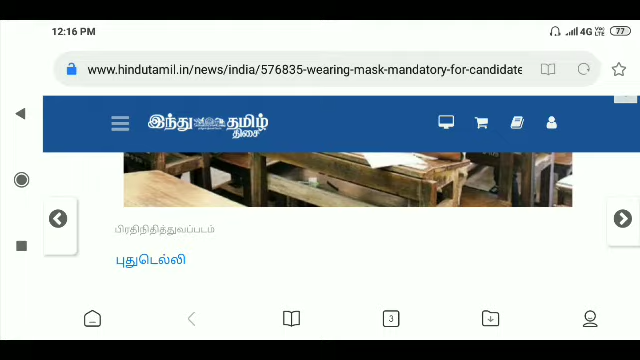 12:16 PM
4G VoLTE 77
www.hindutamil.in/news/india/576835-wearing-mask-mandatory-for-candidate
இந்து தமிழ்
திசை
பிரதிநிதித்துவப்படம்
புதுடெல்லி
3